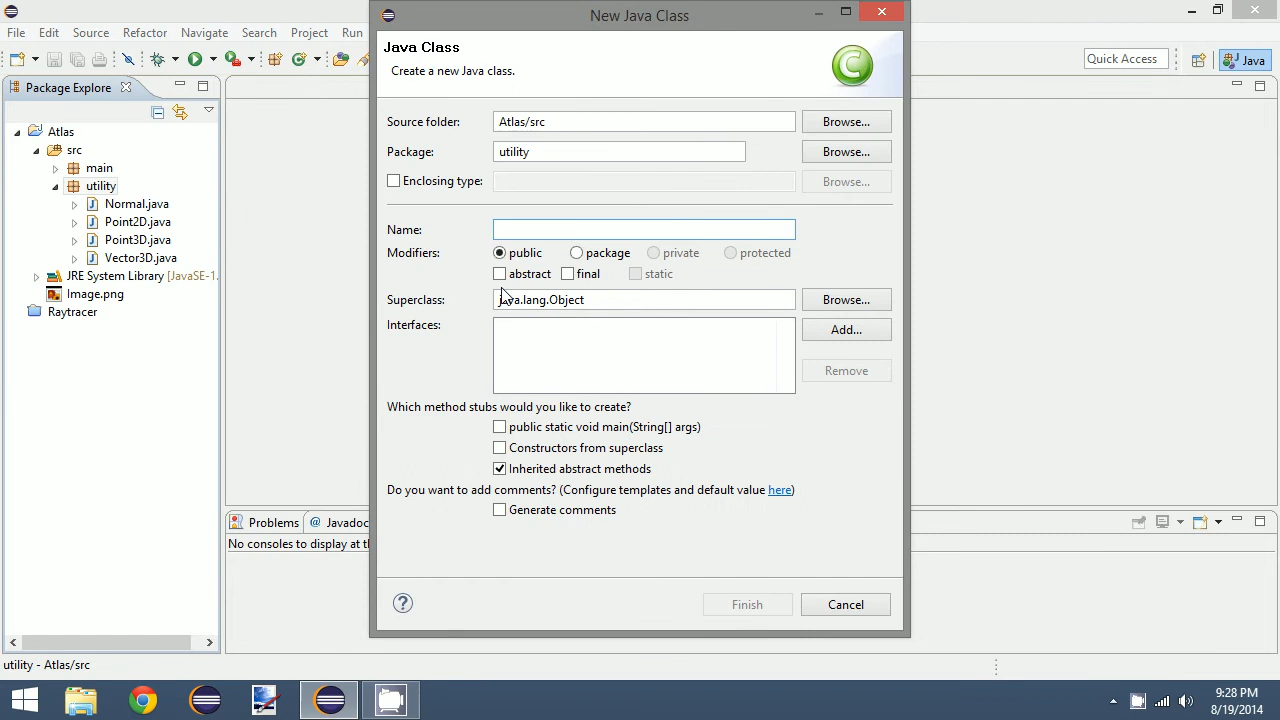 New Java Class
File Edit Source Refactor Navigate Search Project Run
Java Class
Create a new Java class.
Quick Access
Java
Package Explorer
Atlas
src
main
utility
Normal.java
Point2D.java
Point3D.java
Vector3D.java
JRE System Library [JavaSE-1.
Image.png
Raytracer
Source folder: Atlas/src Browse...
Package: utility Browse...
Enclosing type: Browse...
Name:
Modifiers: public package private protected
abstract final static
Superclass: java.lang.Object Browse...
Interfaces: Add...
Remove
Which method stubs would you like to create?
public static void main(String[] args)
Constructors from superclass
Inherited abstract methods
Do you want to add comments? (Configure templates and default value here)
Generate comments
Finish Cancel
Problems @ Javadoc
No consoles to display at th
utility - Atlas/src
9:28 PM
8/19/2014